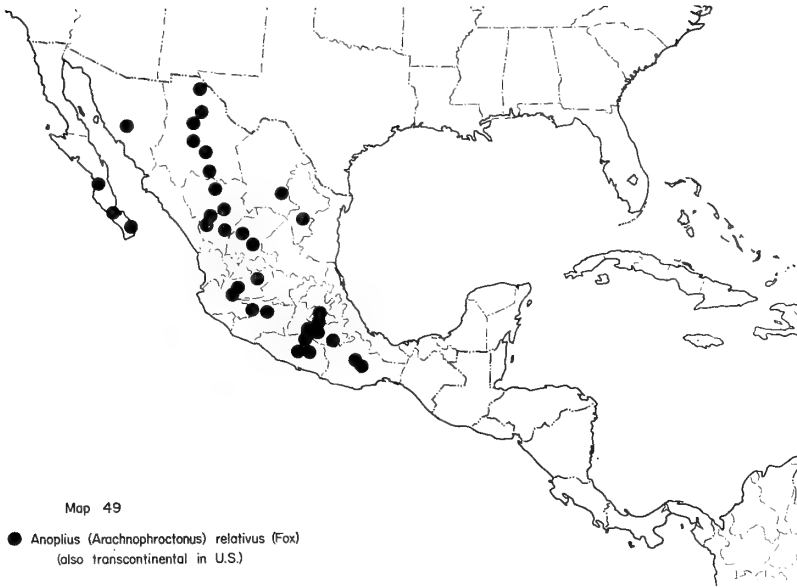 Map 49
Anoplius (Arachnophroctonus) relativus (Fox)
(also transcontinental in U.S.)